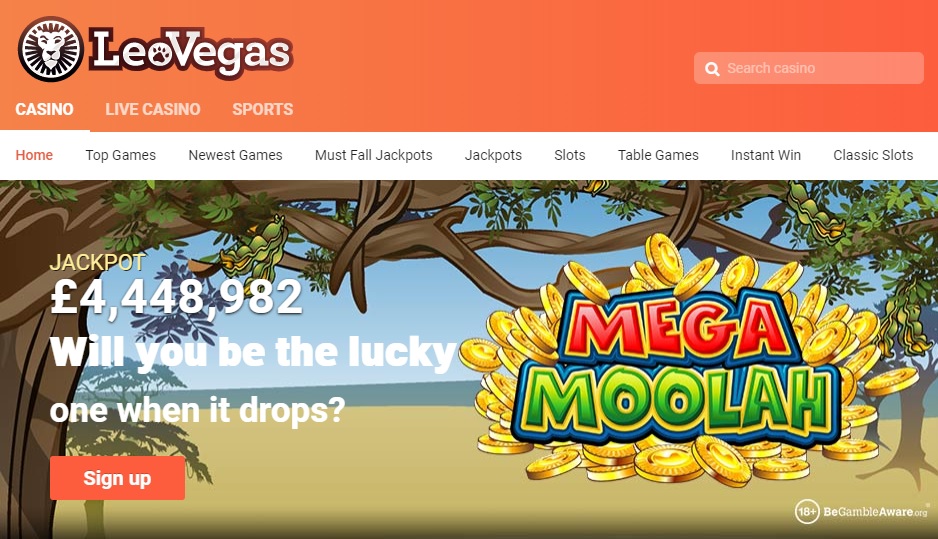 LeoVegas
Search casino
CASINO LIVE CASINO SPORTS
Home Top Games Newest Games Must Fall Jackpots Jackpots Slots Table Games Instant Win Classic Slots
JACKPOT
£4,448,982
Will you be the lucky
one when it drops?
MEGA
MOOLAH
Sign up
18+ BeGambleAware.org®